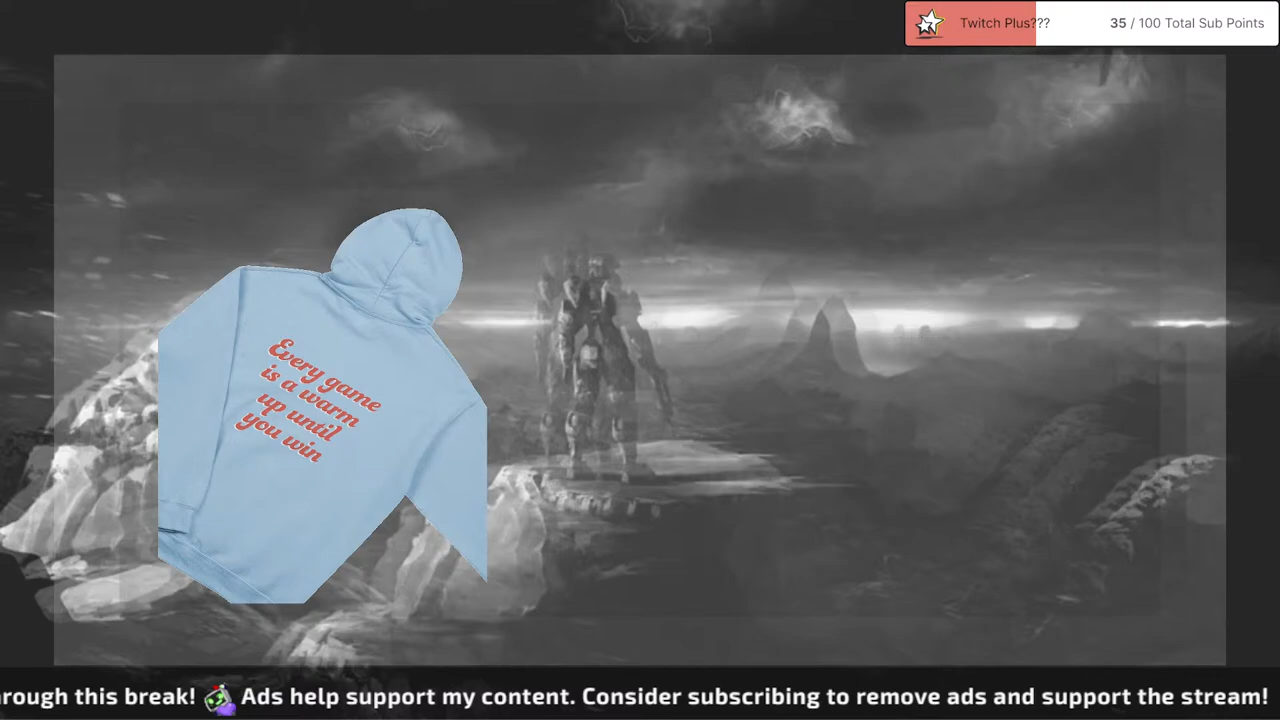 Twitch Plus???
35 / 100 Total Sub Points
Every game
is a warm
up until
you win
rough this break! Ads help support my content. Consider subscribing to remove ads and support the stream!